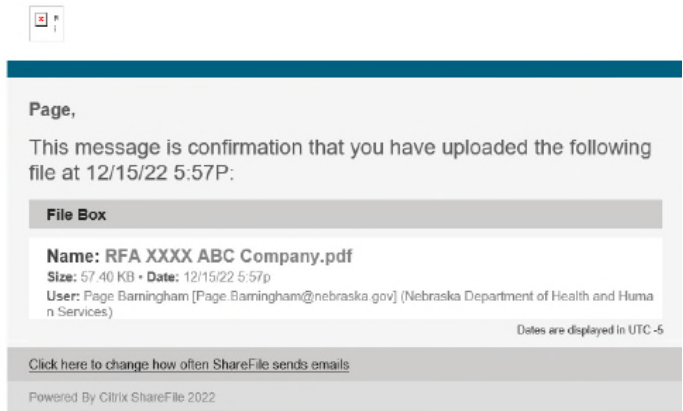 Page,
This message is confirmation that you have uploaded the following
file at 12/15/22 5:57P:
File Box
Name: RFA XXXX ABC Company.pdf
Size: 57.40 KB • Date: 12/15/22 5:57p
User: Page Barningham [Page.Barningham@nebraska.gov] (Nebraska Department of Health and Huma
n Services)
Dates are displayed in UTC -5
Click here to change how often ShareFile sends emails
Powered By Citrix ShareFile 2022